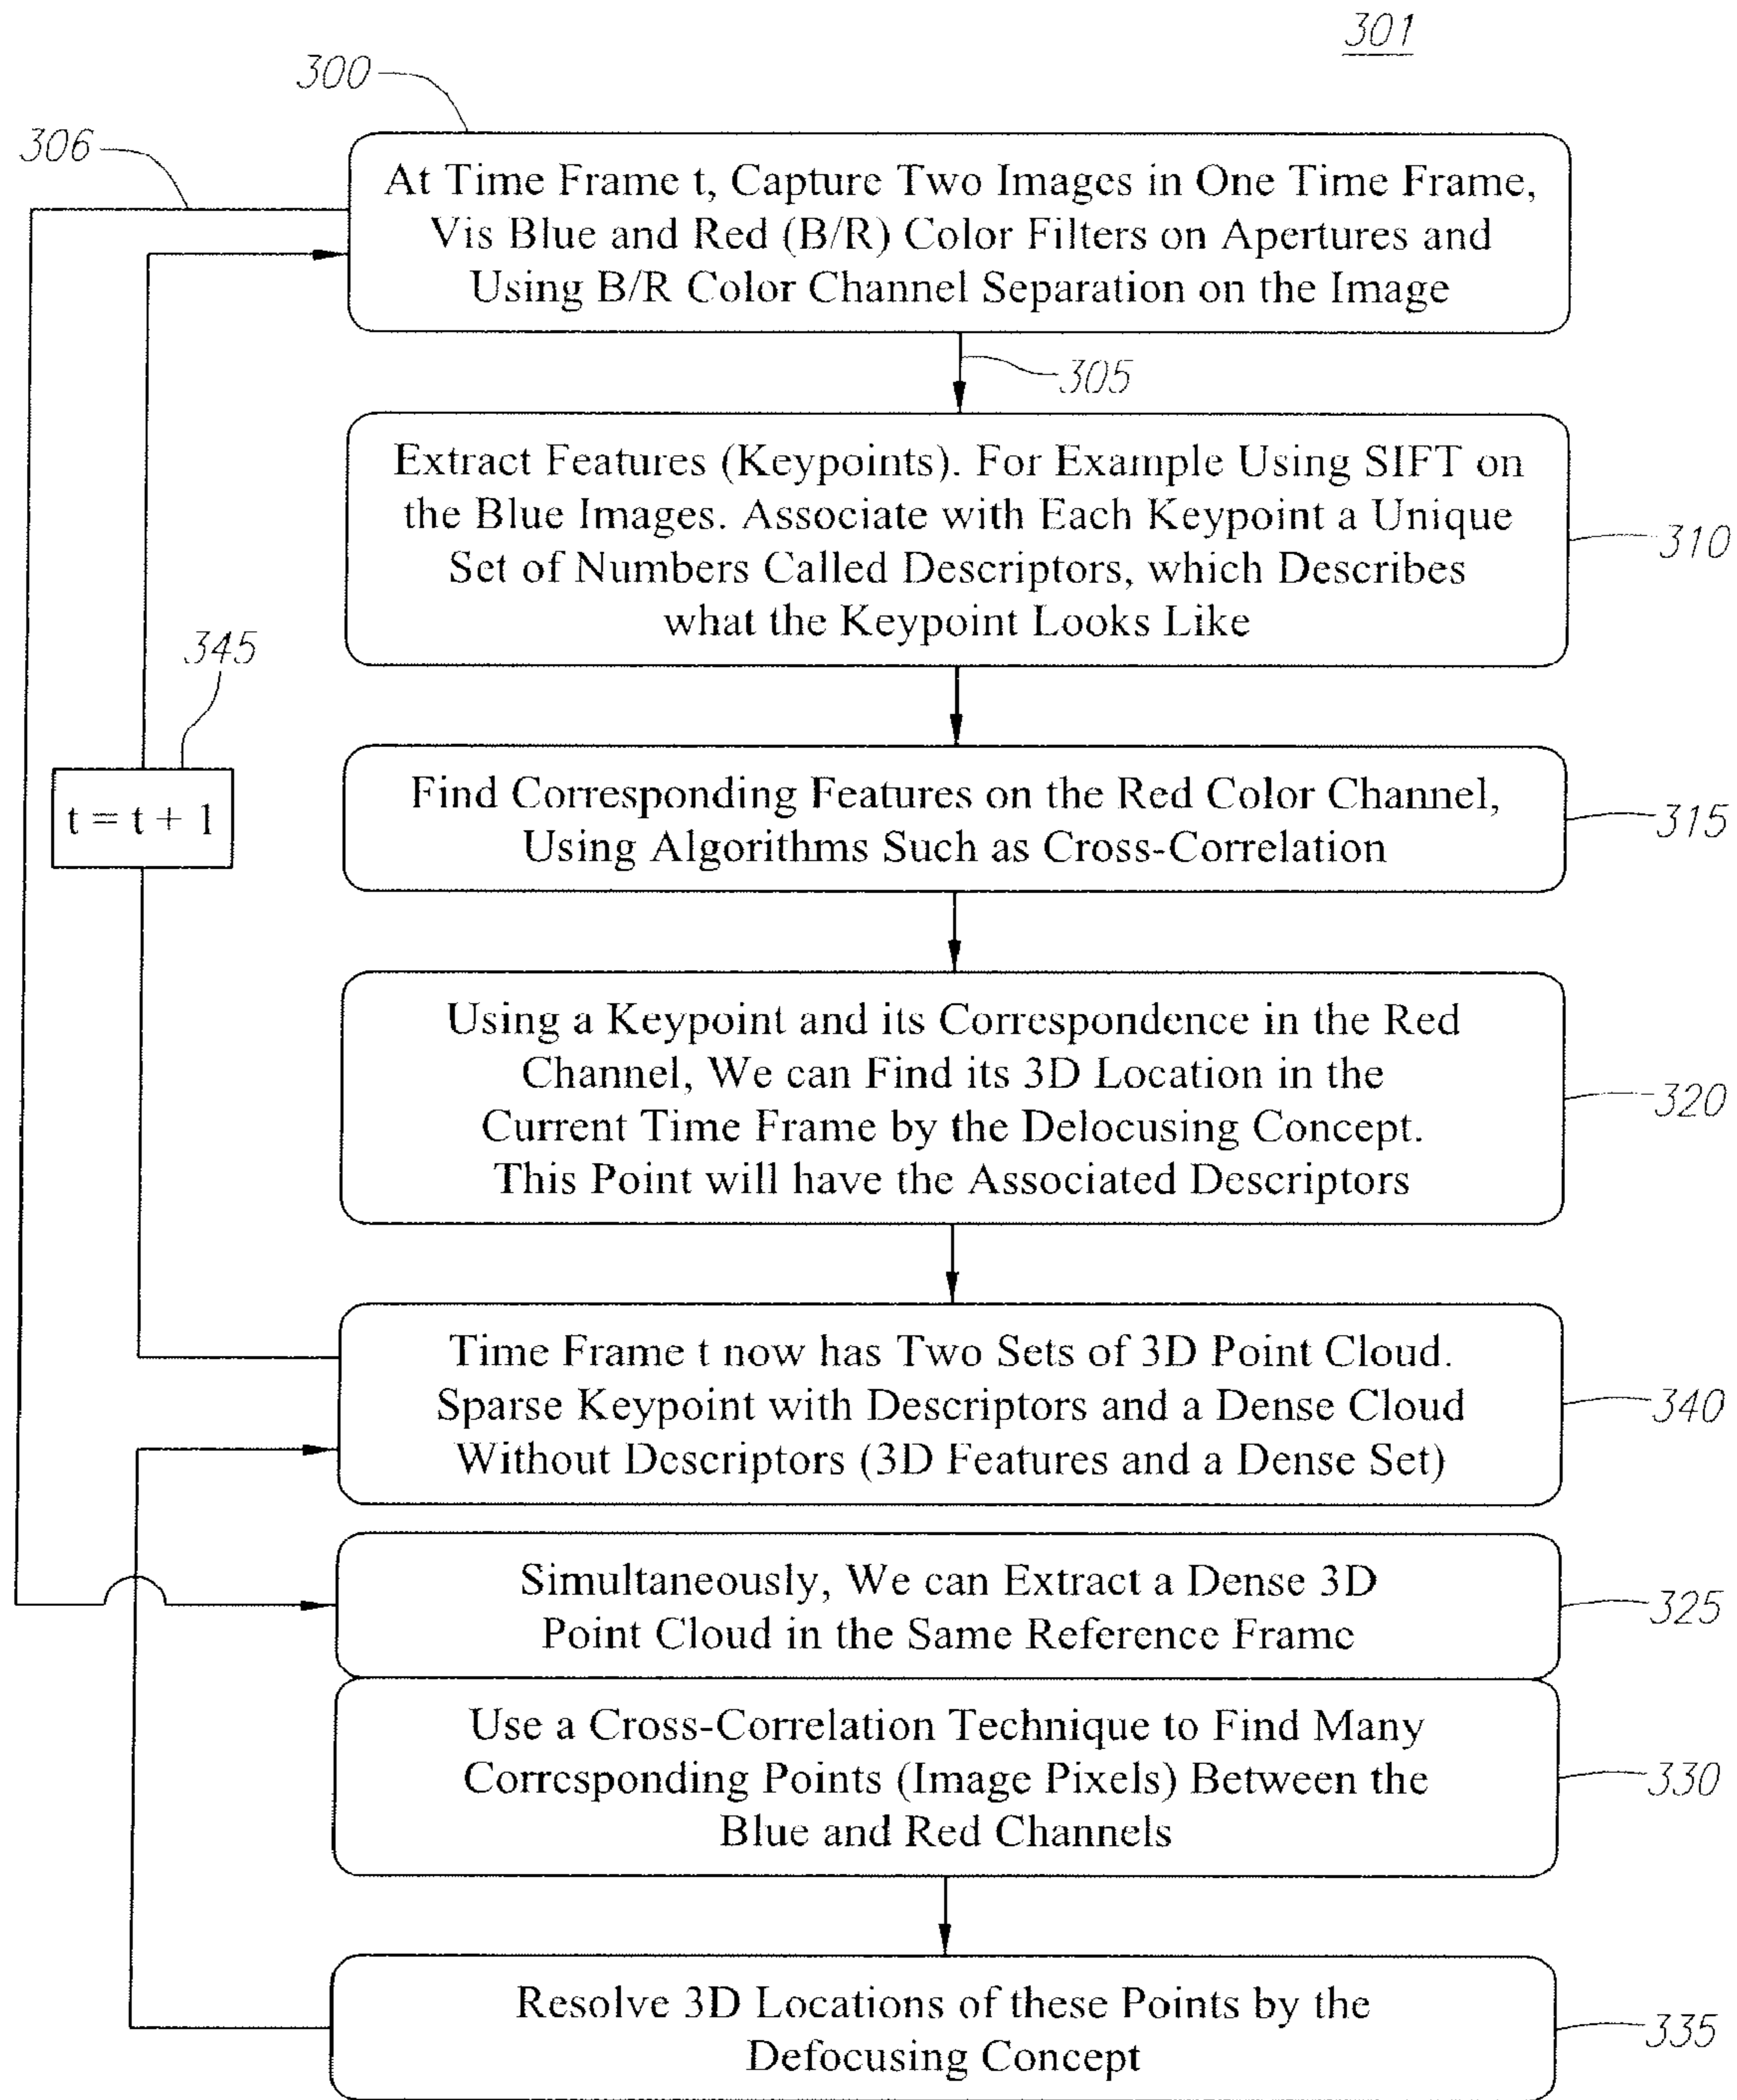 301
300
306
At Time Frame t, Capture Two Images in One Time Frame,
Vis Blue and Red (B/R) Color Filters on Apertures and
Using B/R Color Channel Separation on the Image
305
Extract Features (Keypoints). For Example Using SIFT on
the Blue Images. Associate with Each Keypoint a Unique
Set of Numbers Called Descriptors, which Describes
what the Keypoint Looks Like
310
345
t = t + 1
Find Corresponding Features on the Red Color Channel,
Using Algorithms Such as Cross-Correlation
315
Using a Keypoint and its Correspondence in the Red
Channel, We can Find its 3D Location in the
Current Time Frame by the Delocusing Concept.
This Point will have the Associated Descriptors
320
Time Frame t now has Two Sets of 3D Point Cloud.
Sparse Keypoint with Descriptors and a Dense Cloud
Without Descriptors (3D Features and a Dense Set)
340
Simultaneously, We can Extract a Dense 3D
Point Cloud in the Same Reference Frame
325
Use a Cross-Correlation Technique to Find Many
Corresponding Points (Image Pixels) Between the
Blue and Red Channels
330
Resolve 3D Locations of these Points by the
Defocusing Concept
335